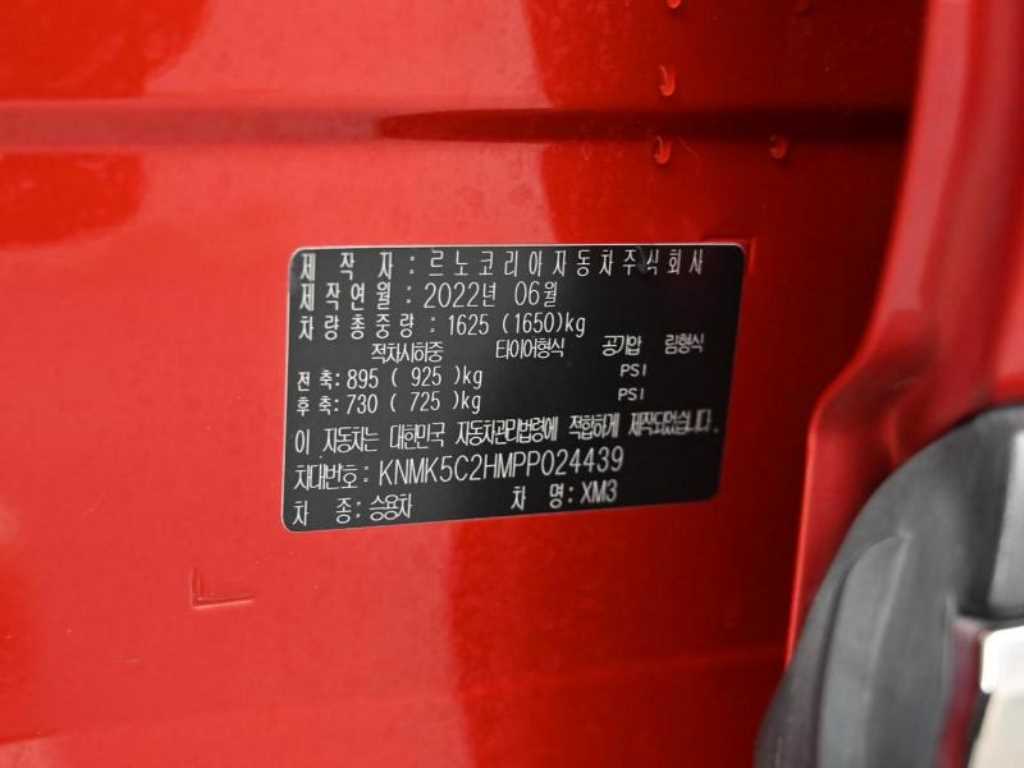 제 작 자 : 르노코리아자동차주식회사
제작연월 : 2022년 06월
차량총중량 : 1625 (1650)kg
적차시하중 타이어형식 공기압 림형식
전 축: 895 ( 925 )kg PSI
후 축: 730 ( 725 )kg PSI
이 자동차는 대한민국 자동차관리법령에 적합하게 제작되었습니다.
차대번호: KNMK5C2HMPP024439
차 종: 승용차 차 명: XM3